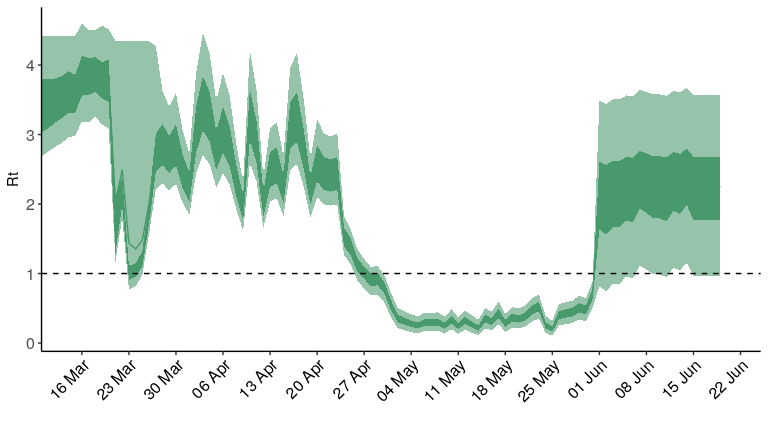 4
3
Rt
2
1
0
16 Mar
23 Mar
30 Mar
06 Apr
13 Apr
20 Apr
27 Apr
04 May
11 May
18 May
25 May
01 Jun
08 Jun
15 Jun
22 Jun